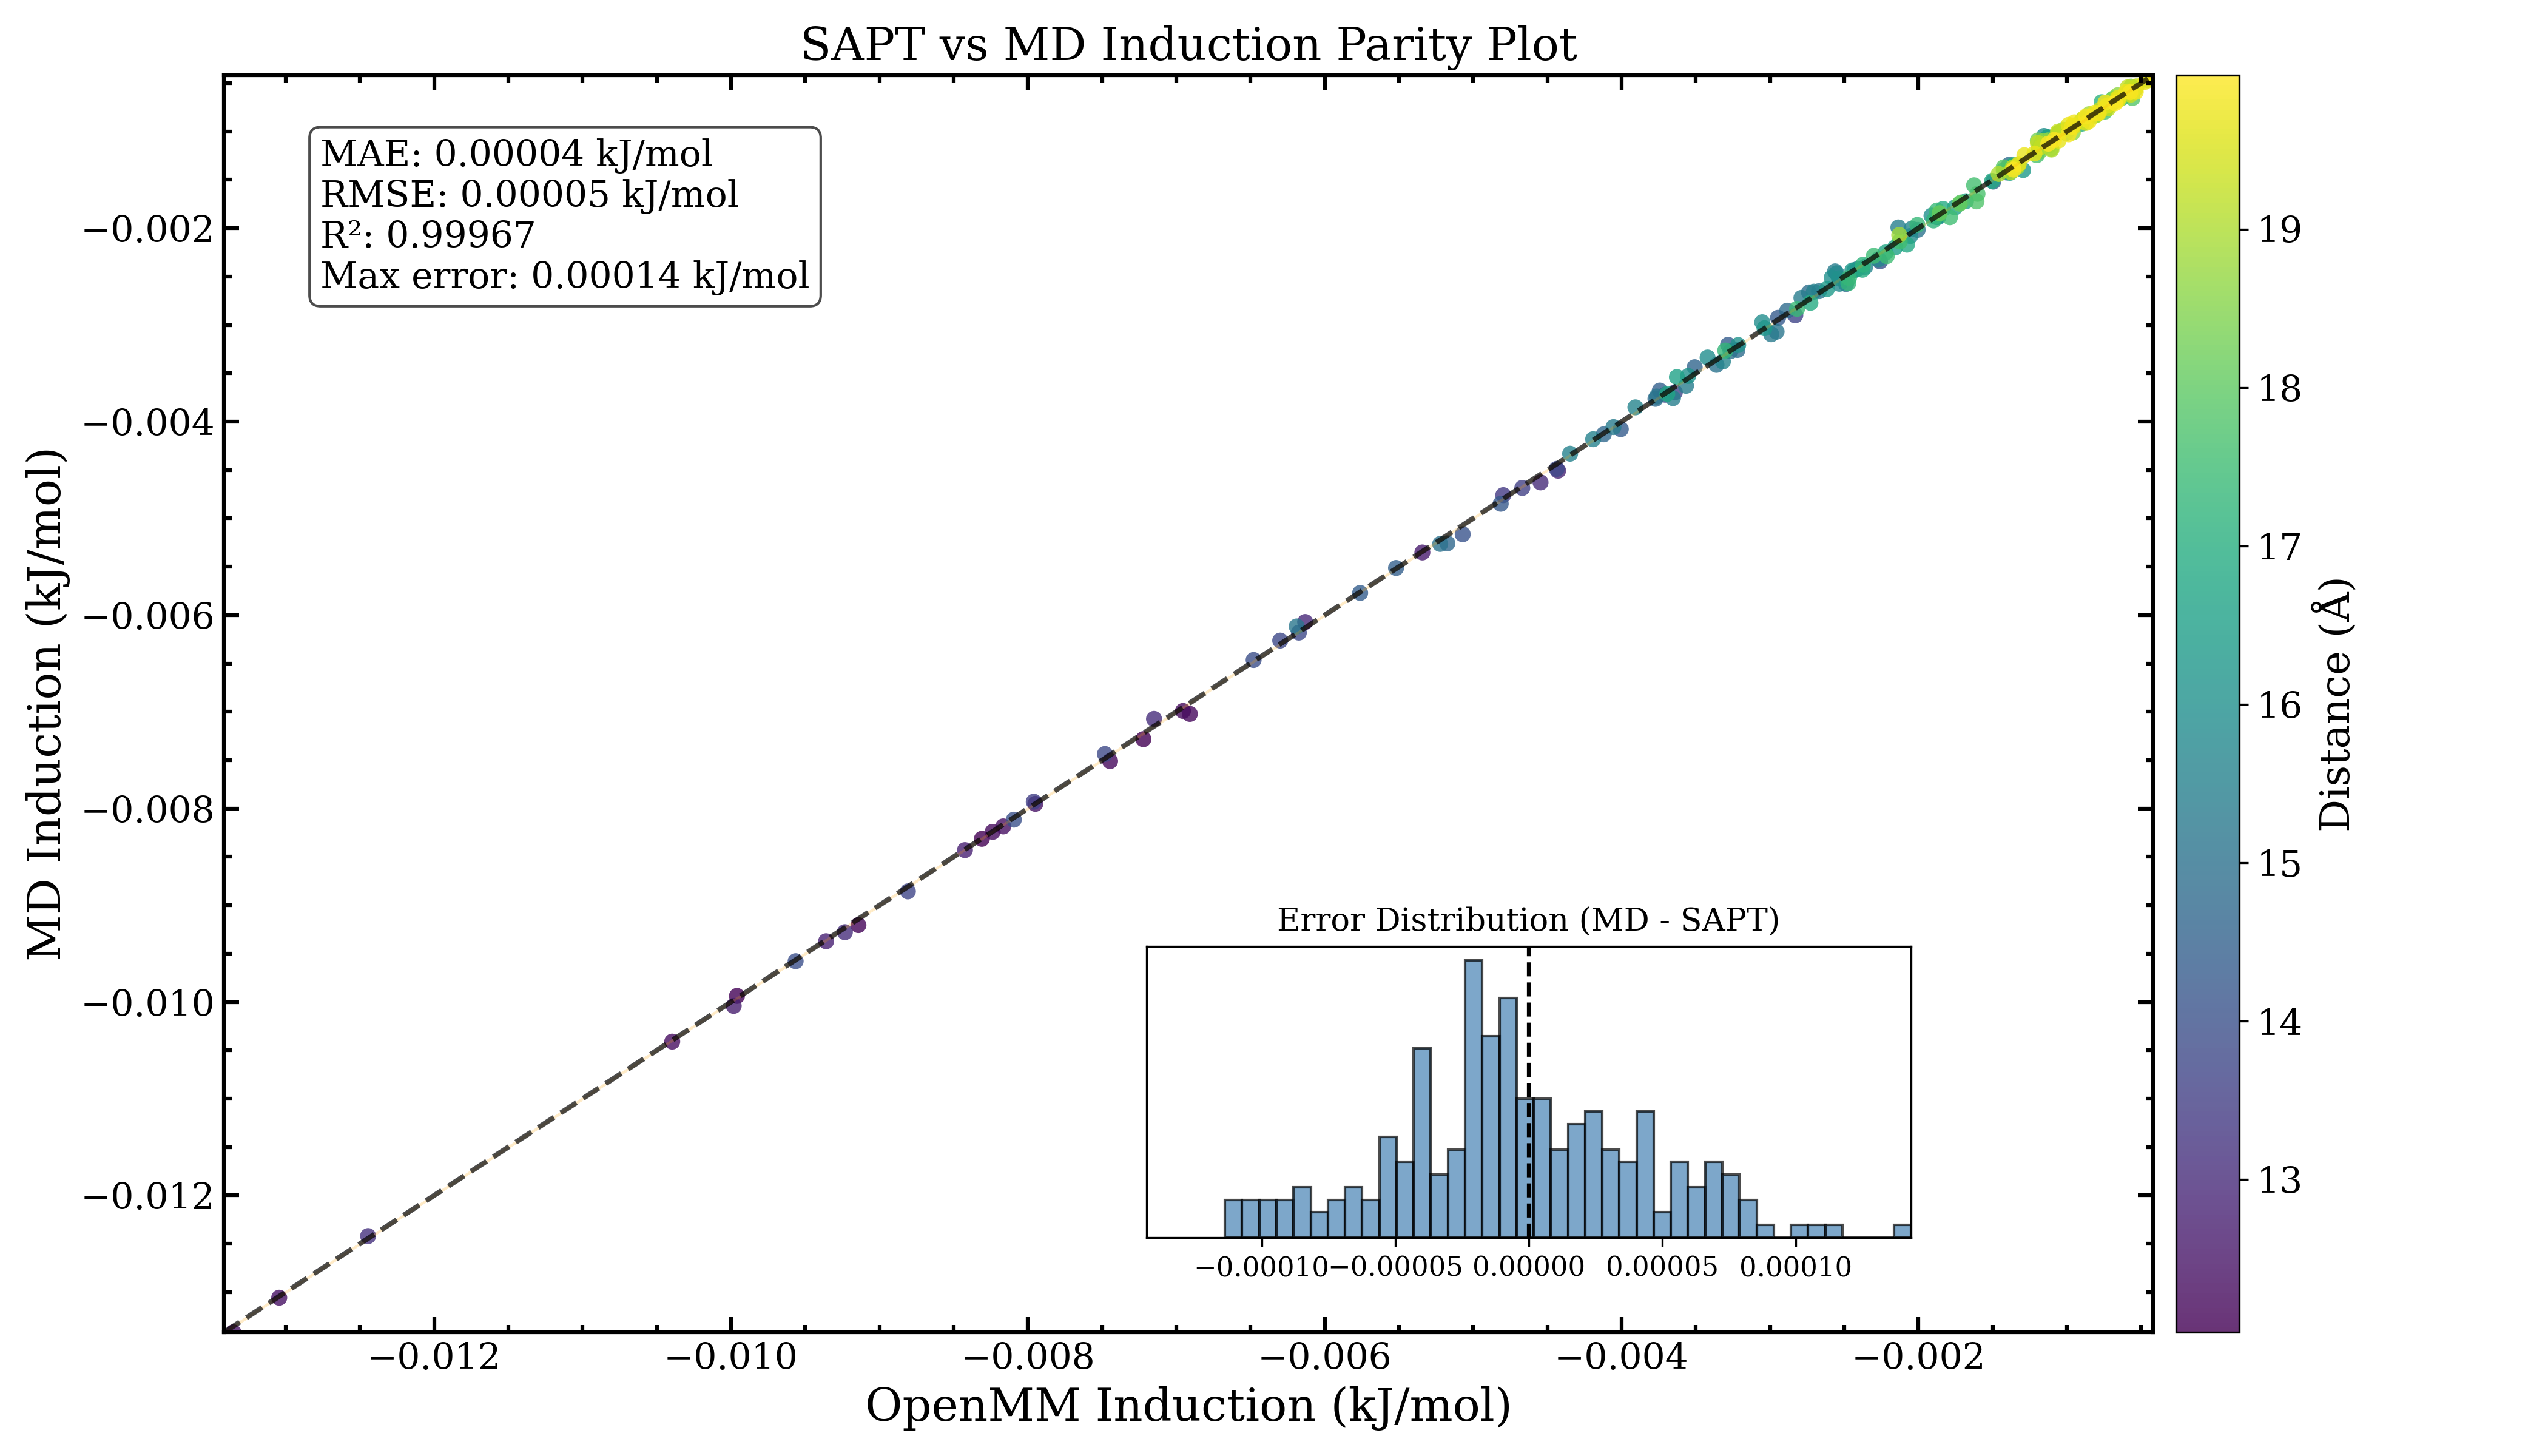 SAPT vs MD Induction Parity Plot
MAE: 0.00004 kJ/mol
RMSE: 0.00005 kJ/mol
R²: 0.99967
Max error: 0.00014 kJ/mol
MD Induction (kJ/mol)
−0.002
−0.004
−0.006
−0.008
−0.010
−0.012
Error Distribution (MD - SAPT)
−0.00010 −0.00005 0.00000 0.00005 0.00010
−0.012 −0.010 −0.008 −0.006 −0.004 −0.002
OpenMM Induction (kJ/mol)
19
18
17
16
15
14
13
Distance (Å)